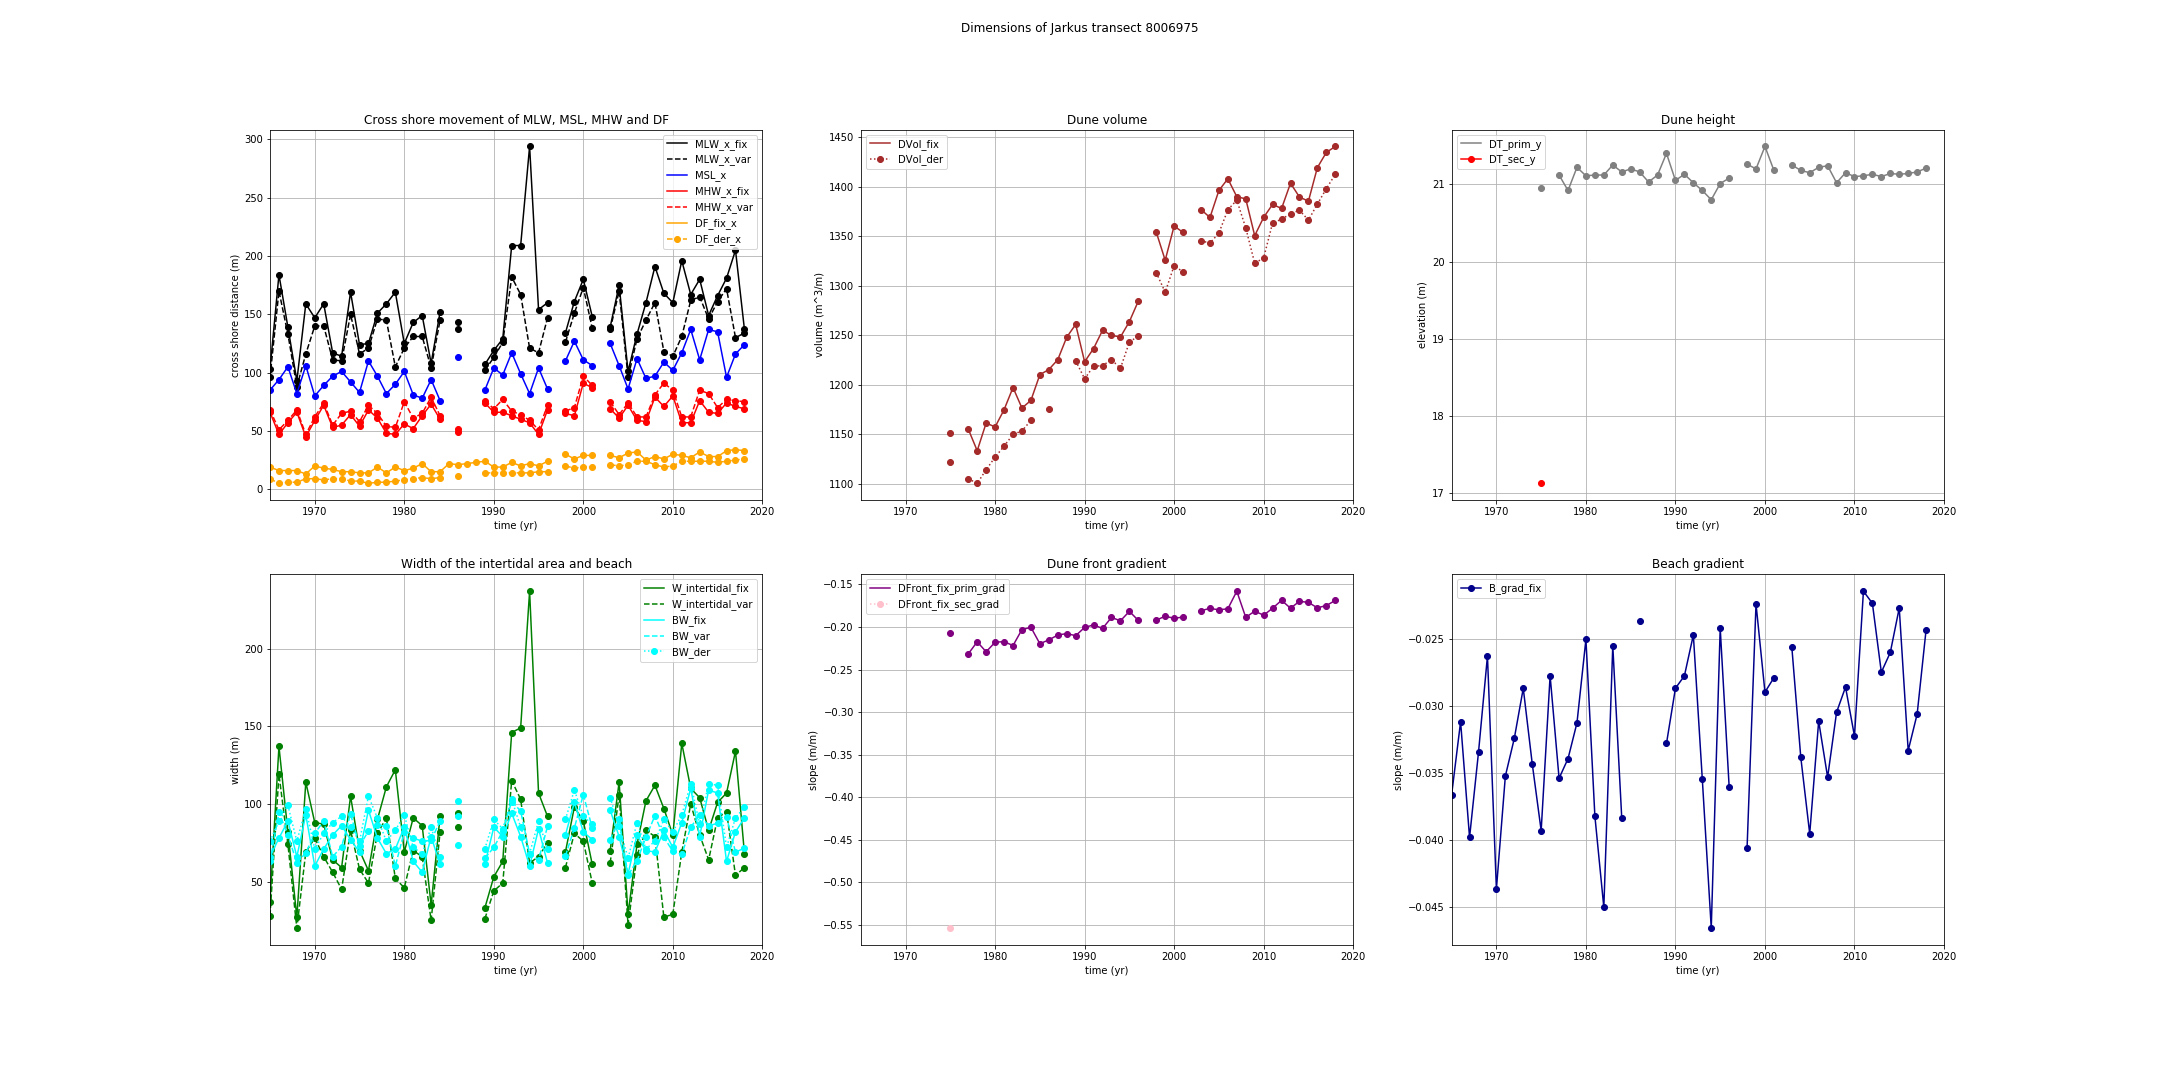 Dimensions of Jarkus transect 8006975
Cross shore movement of MLW, MSL, MHW and DF
300
250
200
150
100
50
0
cross shore distance (m)
MLW_x_fix
MLW_x_var
MSL_x
MHW_x_fix
MHW_x_var
DF_fix_x
DF_der_x
1970 1980 1990 2000 2010 2020
time (yr)
Dune volume
1450
1400
1350
1300
1250
1200
1150
1100
volume (m^3/m)
DVol_fix
DVol_der
1970 1980 1990 2000 2010 2020
time (yr)
Dune height
21
20
19
18
17
elevation (m)
DT_prim_y
DT_sec_y
1970 1980 1990 2000 2010 2020
time (yr)
Width of the intertidal area and beach
200
150
100
50
width (m)
W_intertidal_fix
W_intertidal_var
BW_fix
BW_var
BW_der
1970 1980 1990 2000 2010 2020
time (yr)
Dune front gradient
−0.15
−0.20
−0.25
−0.30
−0.35
−0.40
−0.45
−0.50
−0.55
slope (m/m)
DFront_fix_prim_grad
DFront_fix_sec_grad
1970 1980 1990 2000 2010 2020
time (yr)
Beach gradient
−0.025
−0.030
−0.035
−0.040
−0.045
slope (m/m)
B_grad_fix
1970 1980 1990 2000 2010 2020
time (yr)